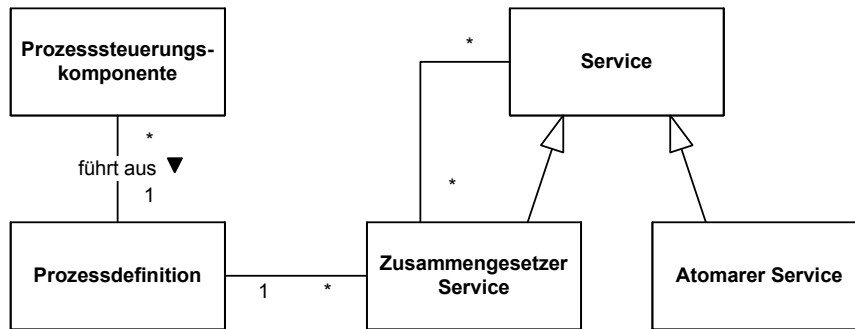 Prozesssteuerungs-
komponente
Service
*
*
führt aus ▼
1
*
Prozessdefinition
Zusammengesetzer
Service
Atomarer Service
1 *